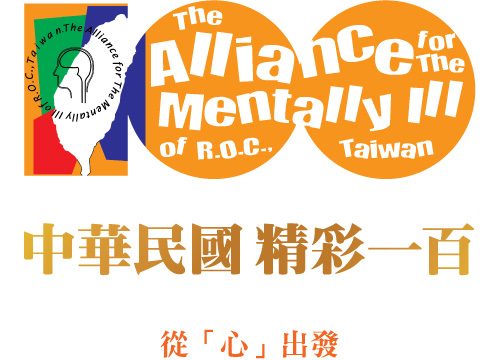 The Alliance for The Mentally Ill of R.O.C., Taiwan.
The
Alliance for The
Mentally Ill
of R.O.C., Taiwan
中華民國 精彩一百
從「心」出發